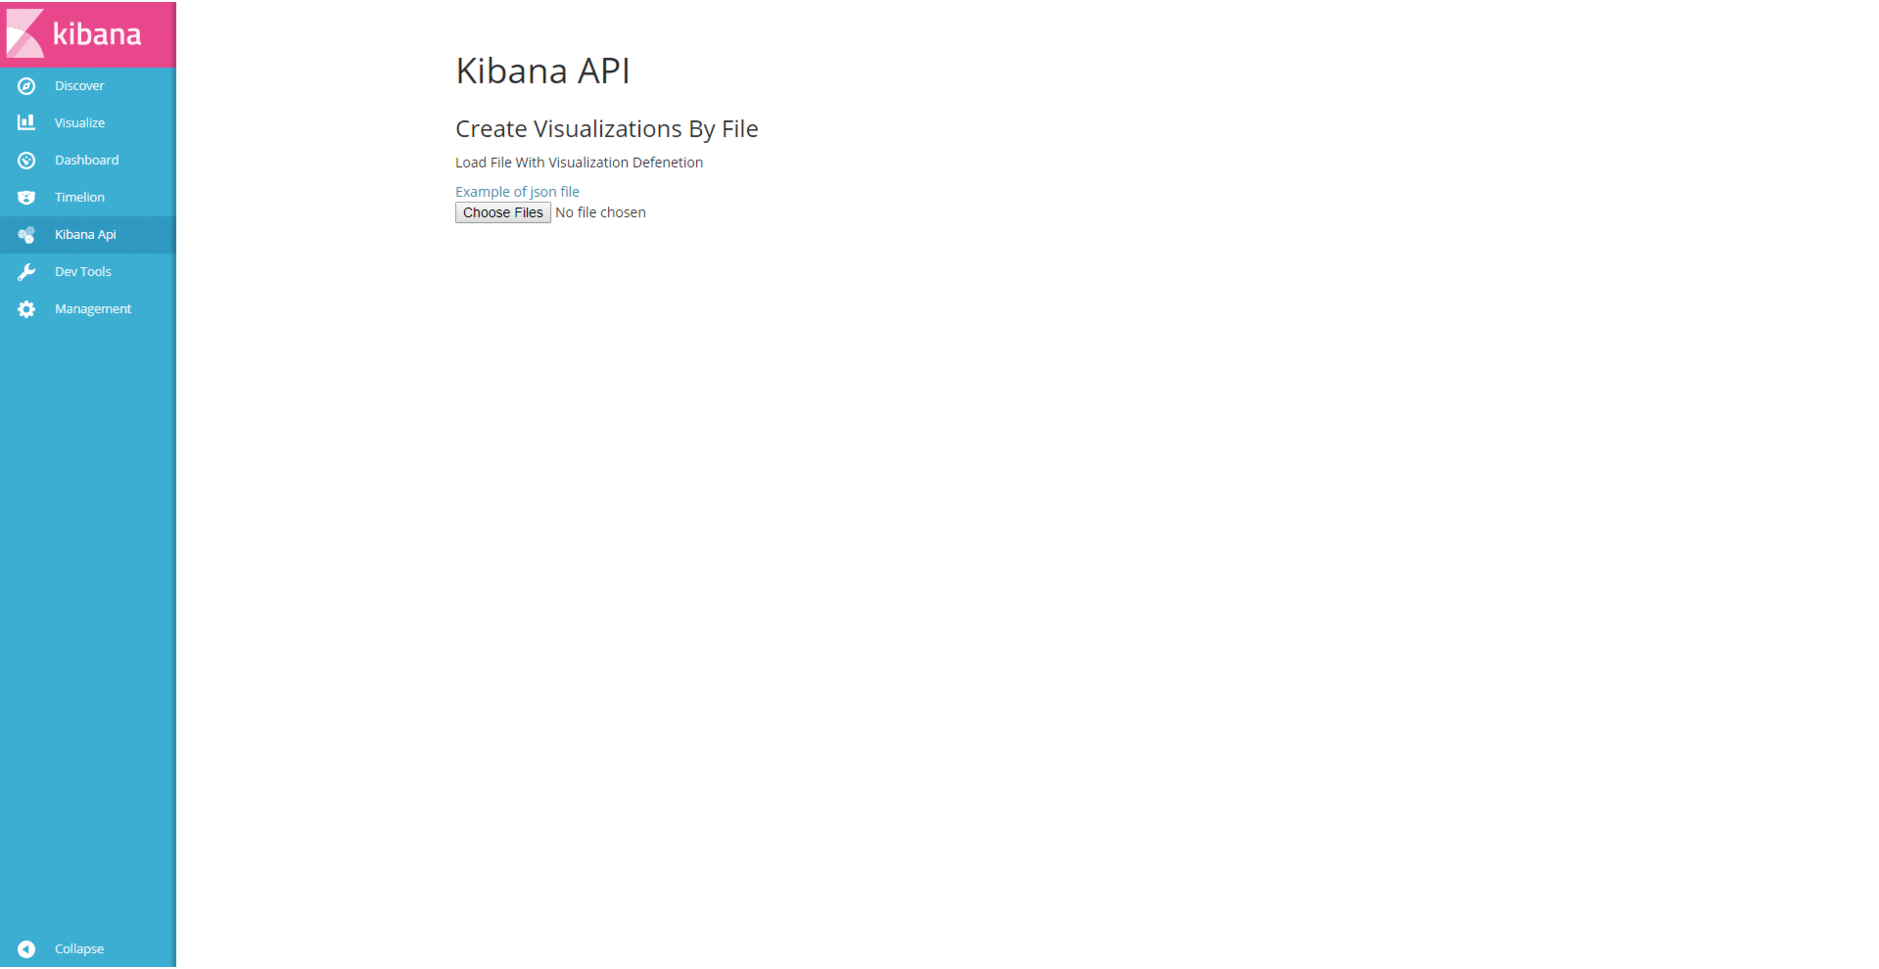 kibana
Discover
Visualize
Dashboard
Timelion
Kibana Api
Dev Tools
Management
Collapse
Kibana API
Create Visualizations By File
Load File With Visualization Defenetion
Example of json file
Choose Files No file chosen